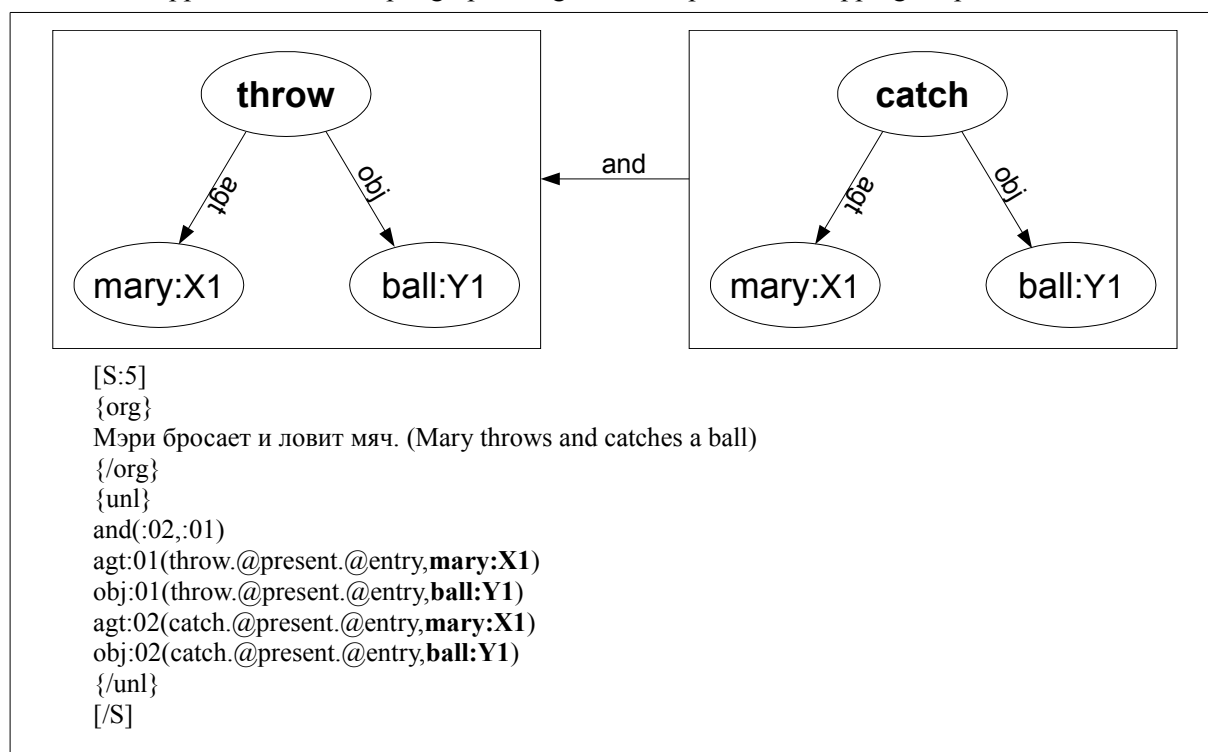 throw
catch
and
agt
obj
agt
obj
mary:X1
ball:Y1
mary:X1
ball:Y1
[S:5]
{org}
Мэри бросает и ловит мяч. (Mary throws and catches a ball)
{/org}
{unl}
and(:02,:01)
agt:01(throw.@present.@entry,mary:X1)
obj:01(throw.@present.@entry,ball:Y1)
agt:02(catch.@present.@entry,mary:X1)
obj:02(catch.@present.@entry,ball:Y1)
{/unl}
[/S]